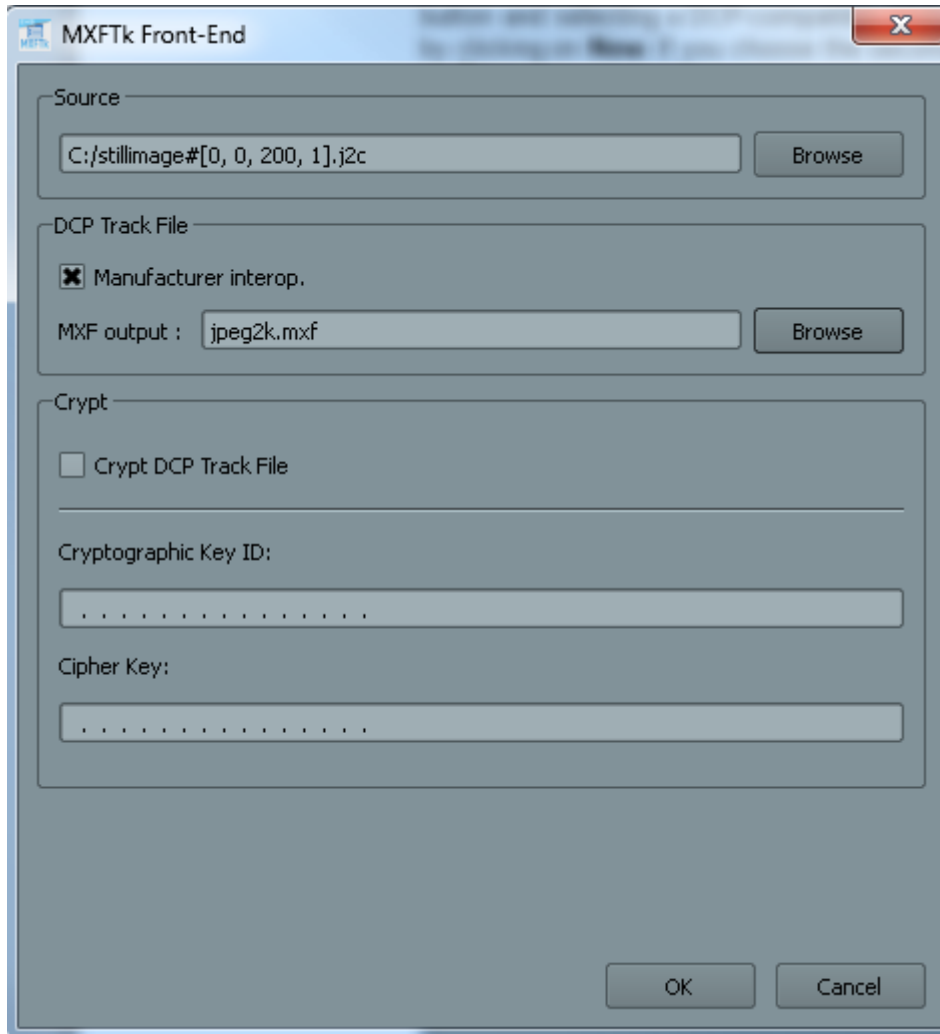 MXFTk Front-End
Source
C:/stillimage#[0, 0, 200, 1].j2c
Browse
DCP Track File
Manufacturer interop.
MXF output :
jpeg2k.mxf
Browse
Crypt
Crypt DCP Track File
Cryptographic Key ID:
. . . . . . . . . . . . . . .
Cipher Key:
. . . . . . . . . . . . . . .
OK
Cancel